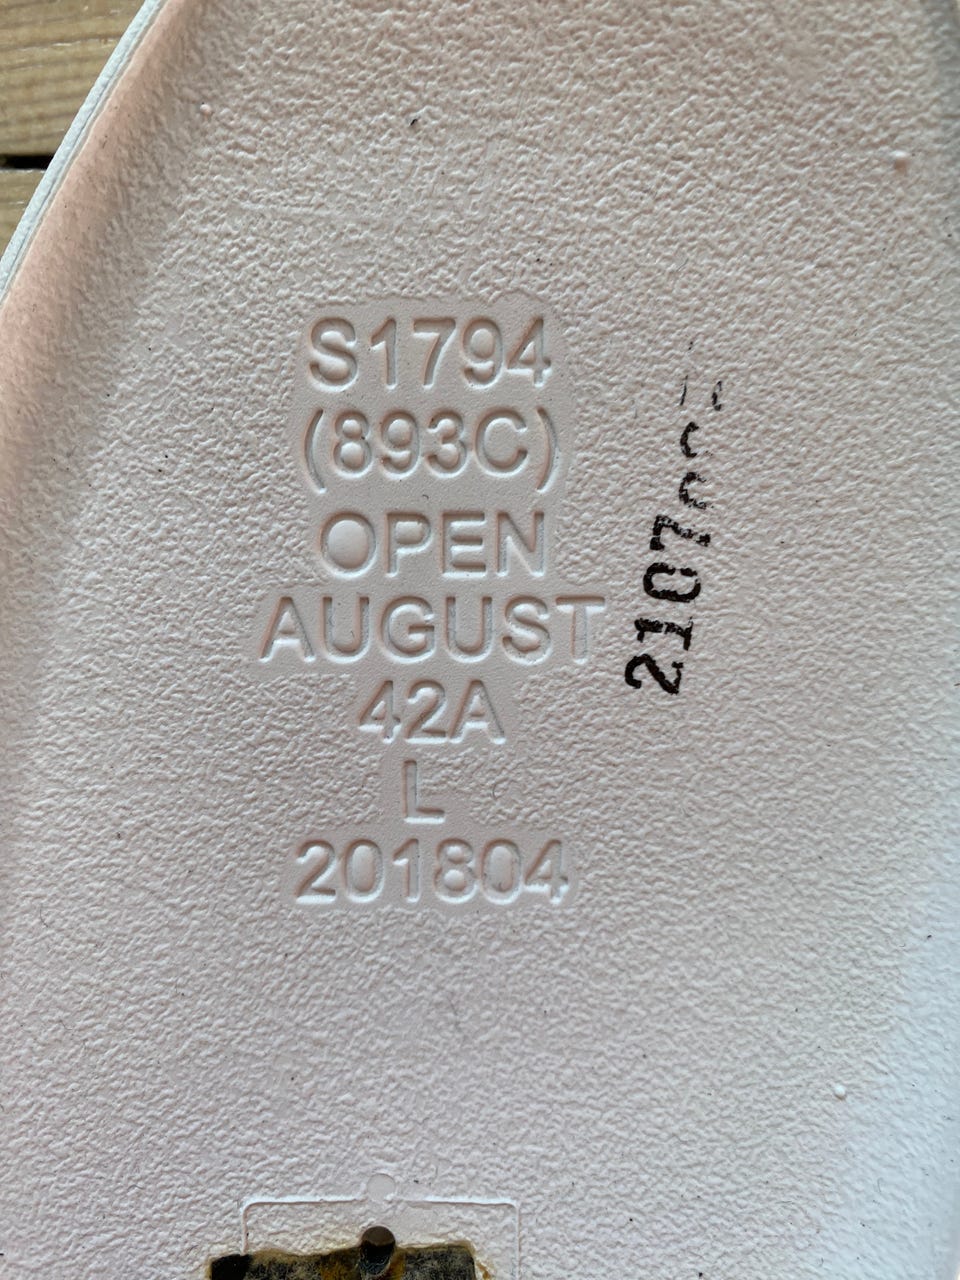 S1794
(893C)
OPEN
AUGUST
42A
L
201804